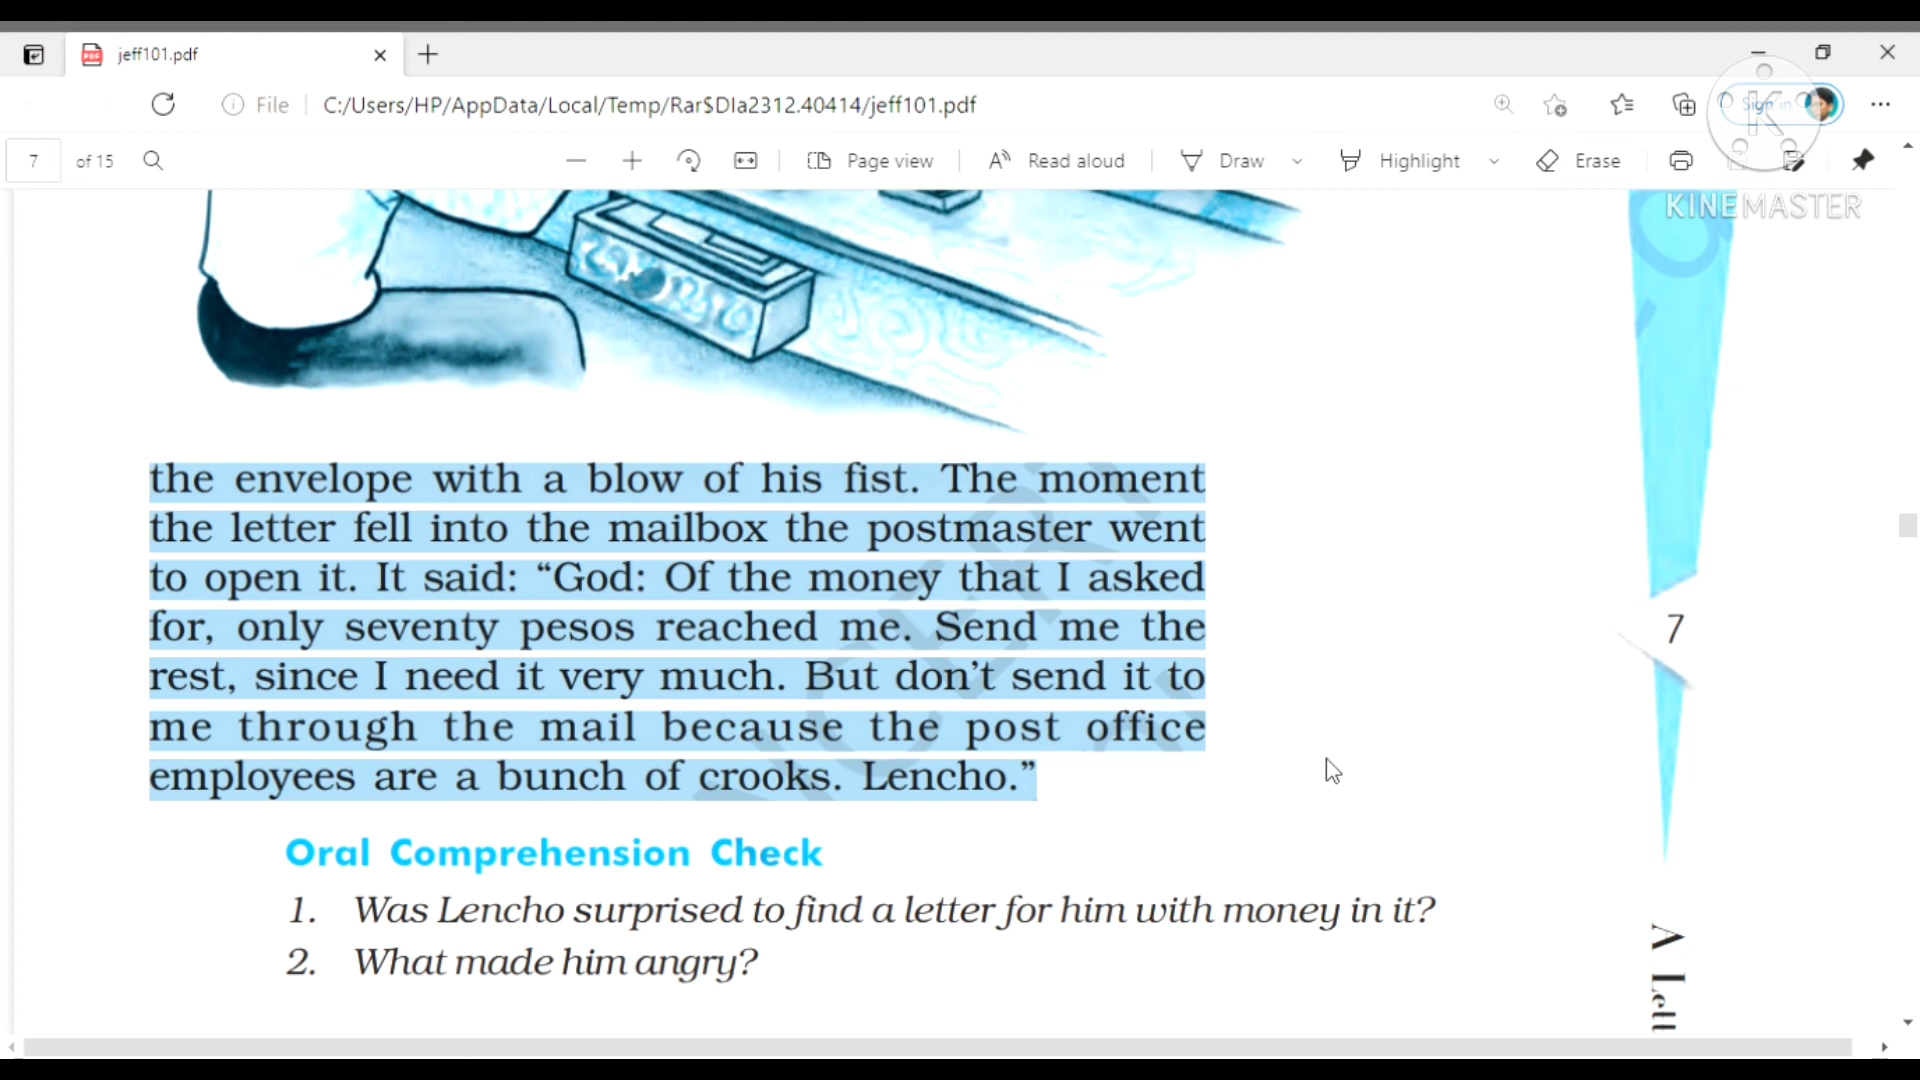 jeff101.pdf
File
C:/Users/HP/AppData/Local/Temp/Rar$DIa2312.40414/jeff101.pdf
Sign in
K
7 of 15
Page view
A Read aloud
Draw
Highlight
Erase
KINEMASTER
the envelope with a blow of his fist. The moment
the letter fell into the mailbox the postmaster went
to open it. It said: “God: Of the money that I asked
for, only seventy pesos reached me. Send me the
rest, since I need it very much. But don’t send it to
me through the mail because the post office
employees are a bunch of crooks. Lencho.”
7
Oral Comprehension Check
1. Was Lencho surprised to find a letter for him with money in it?
2. What made him angry?
A Lett